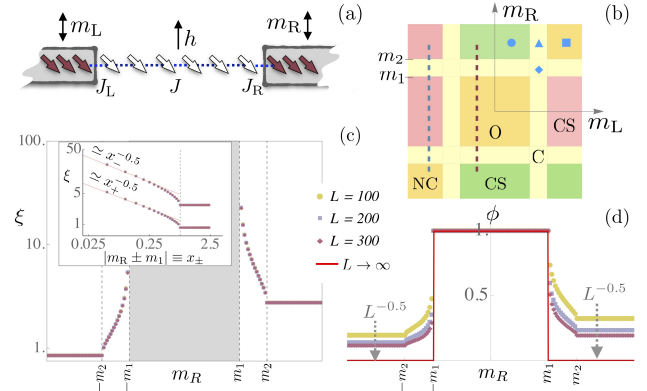 m_L
h
m_R
(a)
J_L
J
J_R
m_R
(b)
m_2
m_1
m_L
O
CS
C
NC
CS
(c)
100.
10.
1.
ξ
50
5
1
ξ
≃ x_-^{-0.5}
≃ x_+^{-0.5}
0.025
0.25
2.5
|m_R ± m_1| ≡ x_±
-m_2
-m_1
m_R
m_1
m_2
L = 100
L = 200
L = 300
L → ∞
ϕ
(d)
1.
0.5
L^{-0.5}
L^{-0.5}
-m_2
-m_1
m_R
m_1
m_2